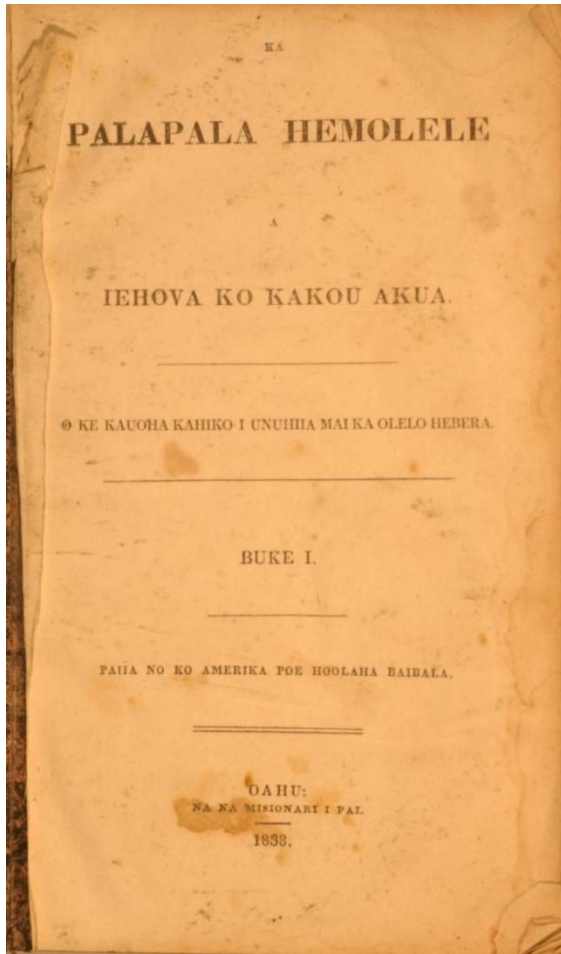 KA
PALAPALA HEMOLELE
A
IEHOVA KO KAKOU AKUA.
O KE KAUOHA KAHIKO I UNUHIIA MAI KA OLELO HEBERA.
BUKE I.
PAIIA NO KO AMERIKA POE HOOLAHA BAIBALA.
OAHU:
NA NA MISIONARI I PAI.
1838.